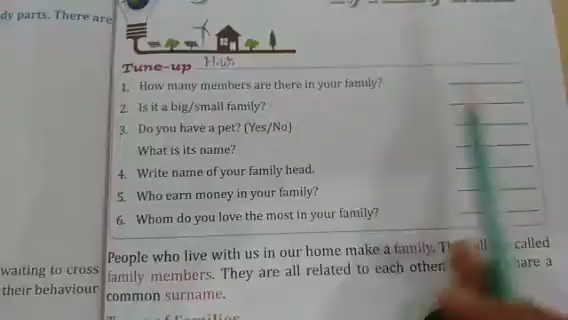 dy parts. There are
Tune-up
1. How many members are there in your family?
2. Is it a big/small family?
3. Do you have a pet? (Yes/No)
What is its name?
4. Write name of your family head.
5. Who earn money in your family?
6. Whom do you love the most in your family?
People who live with us in our home make a family. called
waiting to cross
family members. They are all related to each other a
their behaviour
common surname.